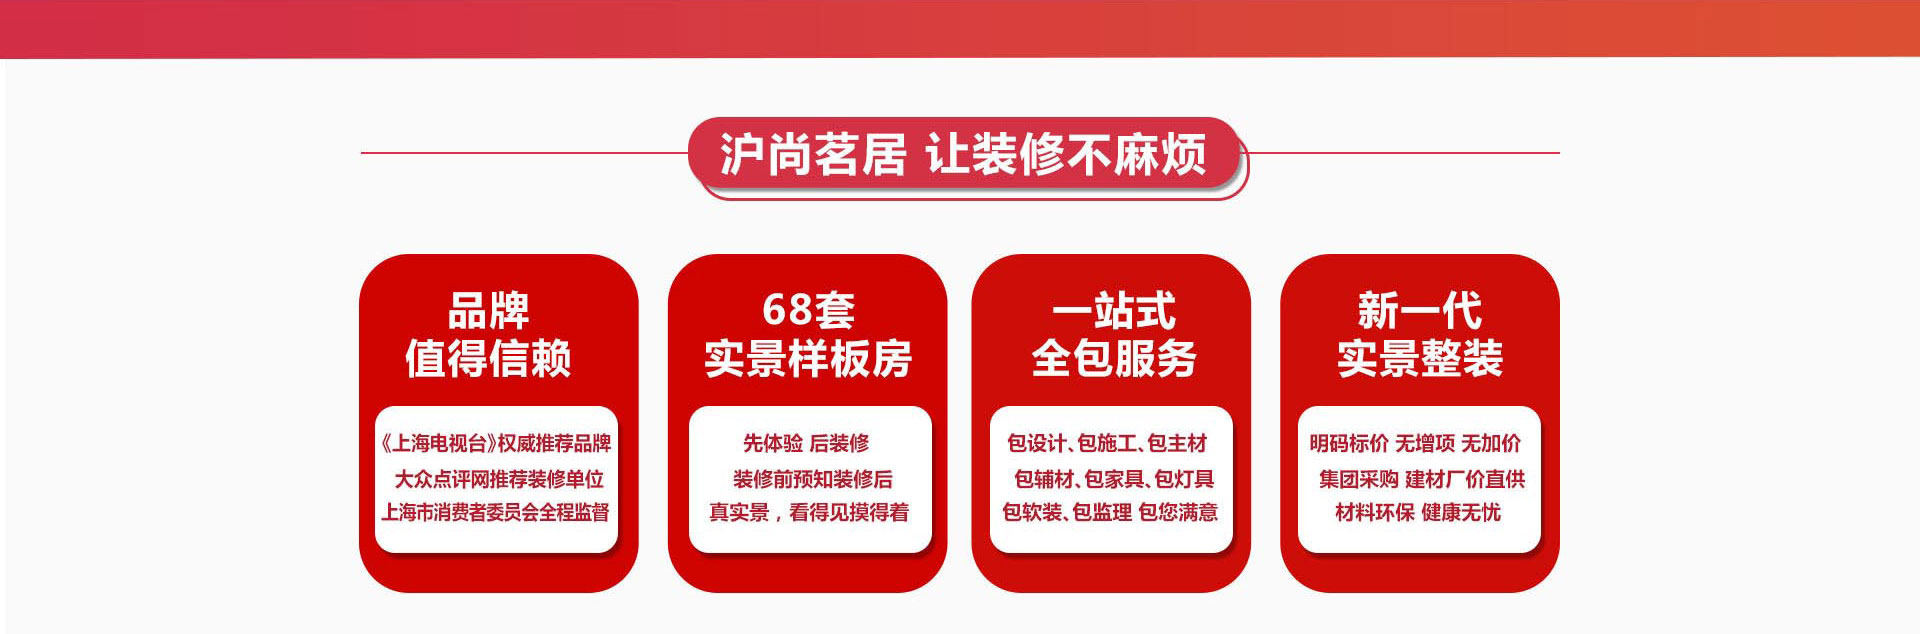 沪尚茗居 让装修不麻烦
品牌
值得信赖
《上海电视台》权威推荐品牌
大众点评网推荐装修单位
上海市消费者委员会全程监督
68套
实景样板房
先体验 后装修
装修前预知装修后
真实景，看得见摸得着
一站式
全包服务
包设计、包施工、包主材
包辅材、包家具、包灯具
包软装、包监理 包您满意
新一代
实景整装
明码标价 无增项 无加价
集团采购 建材厂价直供
材料环保 健康无忧